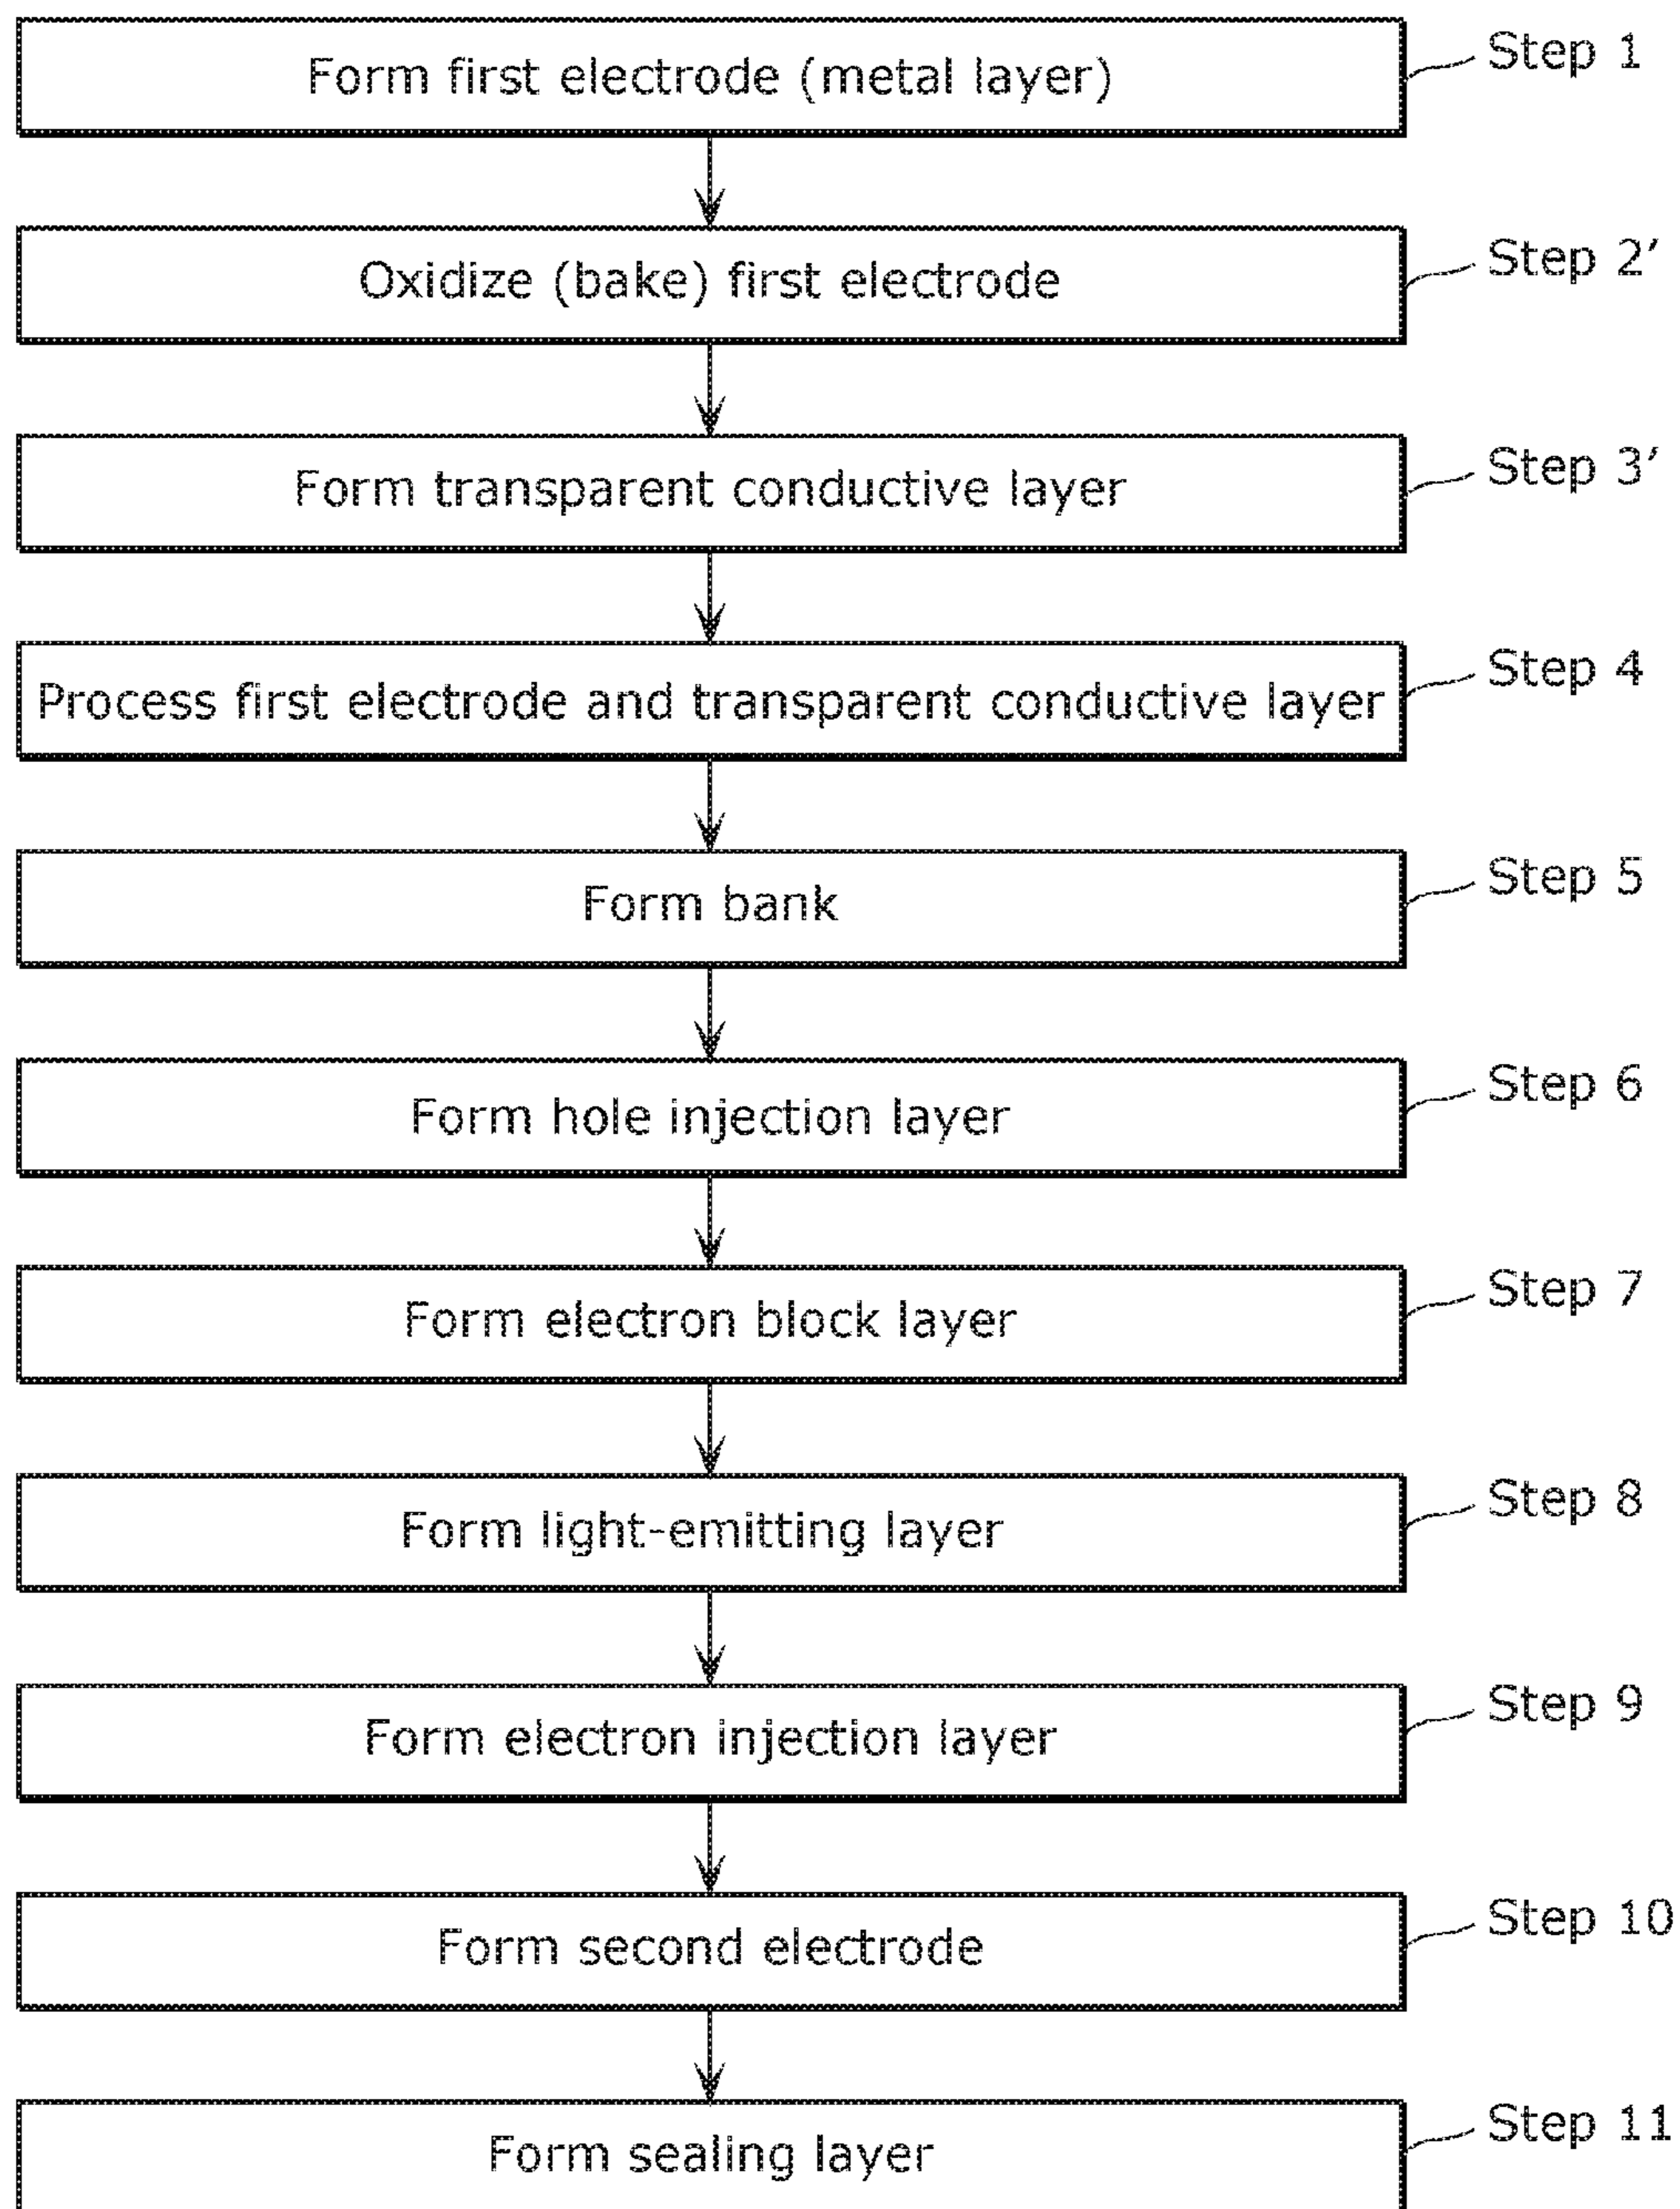 Form first electrode (metal layer)
Step 1
Oxidize (bake) first electrode
Step 2’
Form transparent conductive layer
Step 3’
Process first electrode and transparent conductive layer
Step 4
Form bank
Step 5
Form hole injection layer
Step 6
Form electron block layer
Step 7
Form light-emitting layer
Step 8
Form electron injection layer
Step 9
Form second electrode
Step 10
Form sealing layer
Step 11